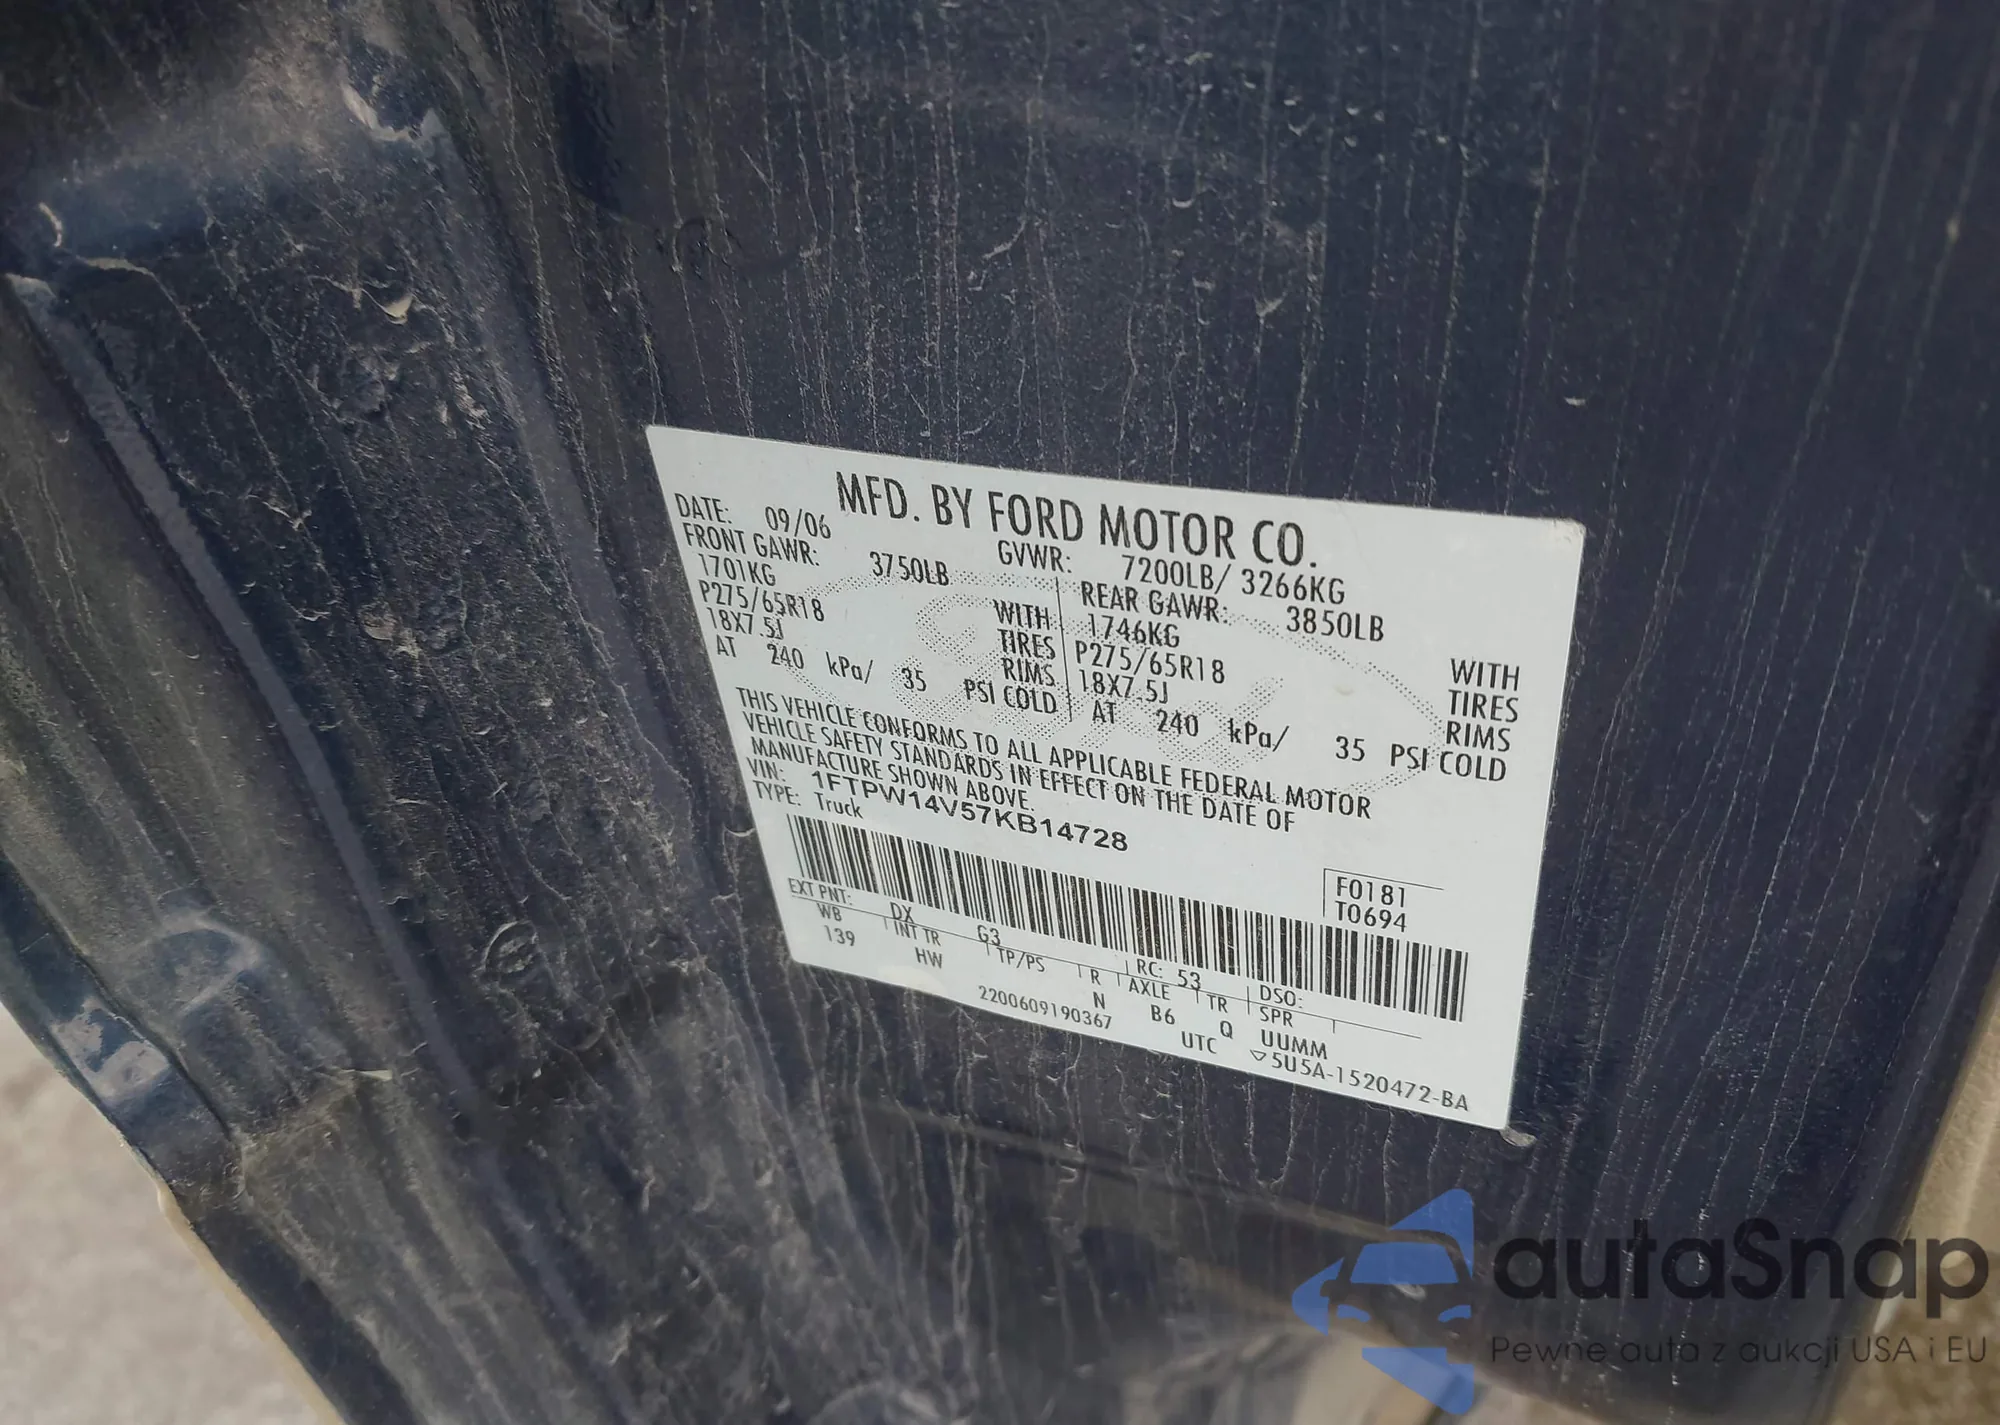 MFD. BY FORD MOTOR CO.
DATE: 09/06 GVWR: 7200LB/ 3266KG
FRONT GAWR: 3750LB REAR GAWR: 3850LB
1701KG WITH 1746KG WITH
P275/65R18 TIRES P275/65R18 TIRES
18X7.5J RIMS 18X7.5J RIMS
AT 240 kPa/ 35 PSI COLD AT 240 kPa/ 35 PSI COLD
THIS VEHICLE CONFORMS TO ALL APPLICABLE FEDERAL MOTOR
VEHICLE SAFETY STANDARDS IN EFFECT ON THE DATE OF
MANUFACTURE SHOWN ABOVE.
VIN: 1FTPW14V57KB14728
TYPE: Truck
F0181
T0694
EXT PNT: DX G3 RC: 53 DSO:
WB INT TR TP/PS R AXLE TR SPR
139 HW N B6 Q UUMM
2200609190367 UTC ▽5U5A-1520472-BA
autaSnap
Pewne auta z aukcji USA i EU